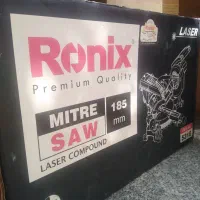 LASER
Ronix
Premium Quality
MITRE
SAW
185
mm
LASER COMPOUND